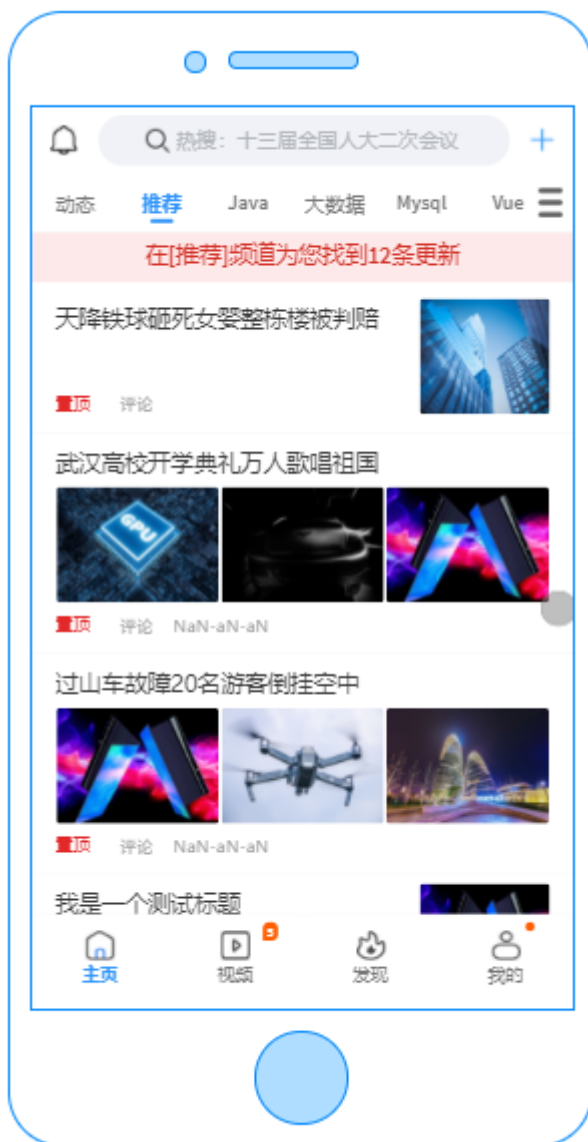 热搜：十三届全国人大二次会议
动态 推荐 Java 大数据 Mysql Vue
在[推荐]频道为您找到12条更新
天降铁球砸死女婴整栋楼被判赔
置顶 评论
武汉高校开学典礼万人歌唱祖国
GPU
置顶 评论 NaN-aN-aN
过山车故障20名游客倒挂空中
置顶 评论 NaN-aN-aN
我是一个测试标题
5
主页 视频 发现 我的